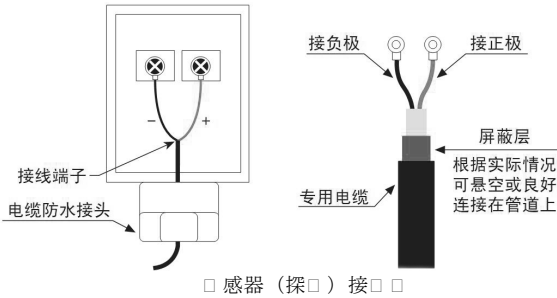 −
+
接线端子
电缆防水接头
接负极
接正极
屏蔽层
根据实际情况
可悬空或良好
连接在管道上
专用电缆
□感器（探□）接□□